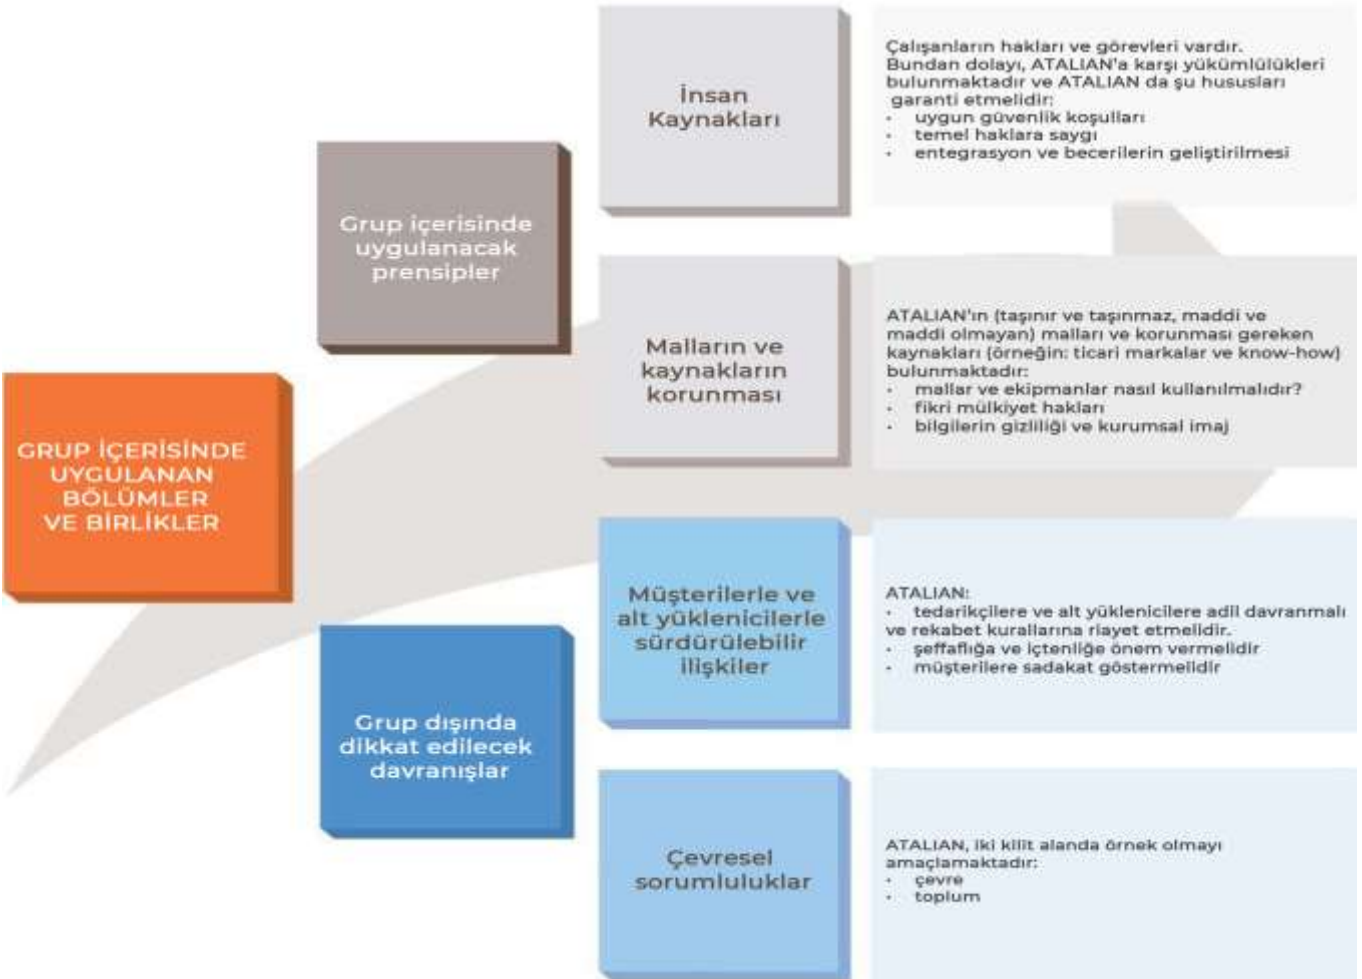 GRUP İÇERİSİNDE
UYGULANAN
BÖLÜMLER
VE BİRLİKLER
Grup içerisinde
uygulanacak
prensipler
İnsan
Kaynakları
Çalışanların hakları ve görevleri vardır.
Bundan dolayı, ATALIAN'a karşı yükümlülükleri
bulunmaktadır ve ATALIAN da şu hususları
garanti etmelidir:
• uygun güvenlik koşulları
• temel haklara saygı
• entegrasyon ve becerilerin geliştirilmesi
Malların ve
kaynakların
korunması
ATALIAN'ın (taşınır ve taşınmaz, maddi ve
maddi olmayan) malları ve korunması gereken
kaynakları (örneğin: ticari markalar ve know-how)
bulunmaktadır:
• mallar ve ekipmanlar nasıl kullanılmalıdır?
• fikri mülkiyet hakları
• bilgilerin gizliliği ve kurumsal imaj
Grup dışında
dikkat edilecek
davranışlar
Müşterilerle ve
alt yüklenicilerle
sürdürülebilir
ilişkiler
ATALIAN:
• tedarikçilere ve alt yüklenicilere adil davranmalı
ve rekabet kurallarına riayet etmelidir.
• şeffaflığa ve içtenliğe önem vermelidir
• müşterilere sadakat göstermelidir
Çevresel
sorumluluklar
ATALIAN, iki kilit alanda örnek olmayı
amaçlamaktadır:
• çevre
• toplum